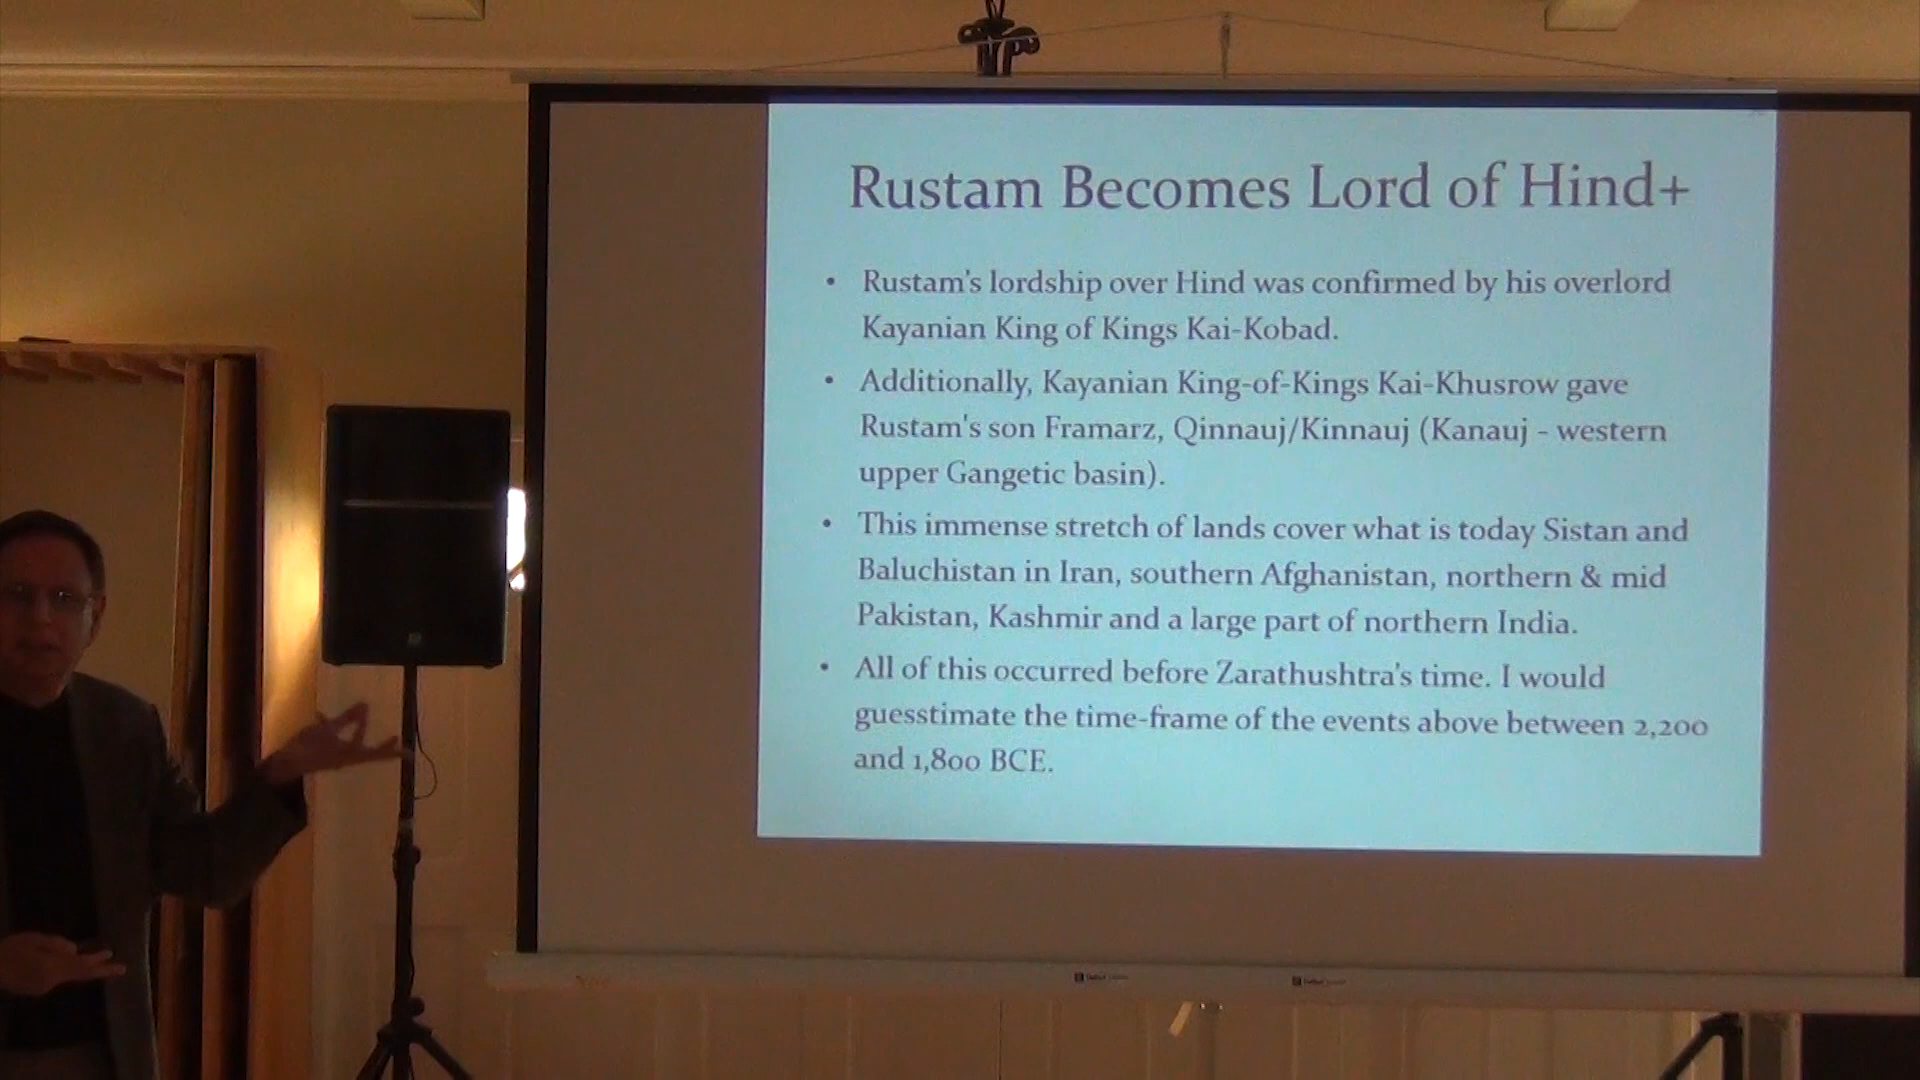 Rustam Becomes Lord of Hind+
• Rustam's lordship over Hind was confirmed by his overlord
Kayanian King of Kings Kai-Kobad.
• Additionally, Kayanian King-of-Kings Kai-Khusrow gave
Rustam's son Framarz, Qinnauj/Kinnauj (Kanauj - western
upper Gangetic basin).
• This immense stretch of lands cover what is today Sistan and
Baluchistan in Iran, southern Afghanistan, northern & mid
Pakistan, Kashmir and a large part of northern India.
• All of this occurred before Zarathushtra's time. I would
guesstimate the time-frame of the events above between 2,200
and 1,800 BCE.